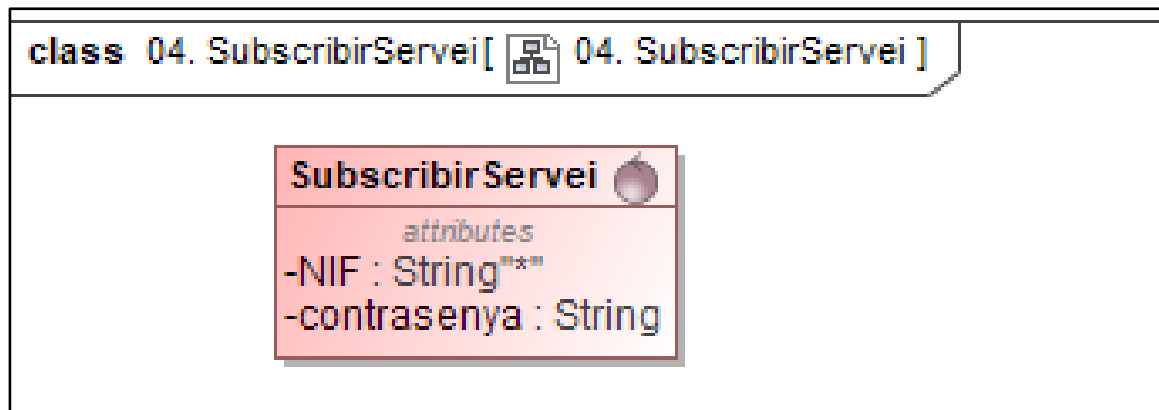 class 04. SubscribirServei[ 04. SubscribirServei ]
SubscribirServei
attributes
-NIF : String"*"
-contrasenya : String